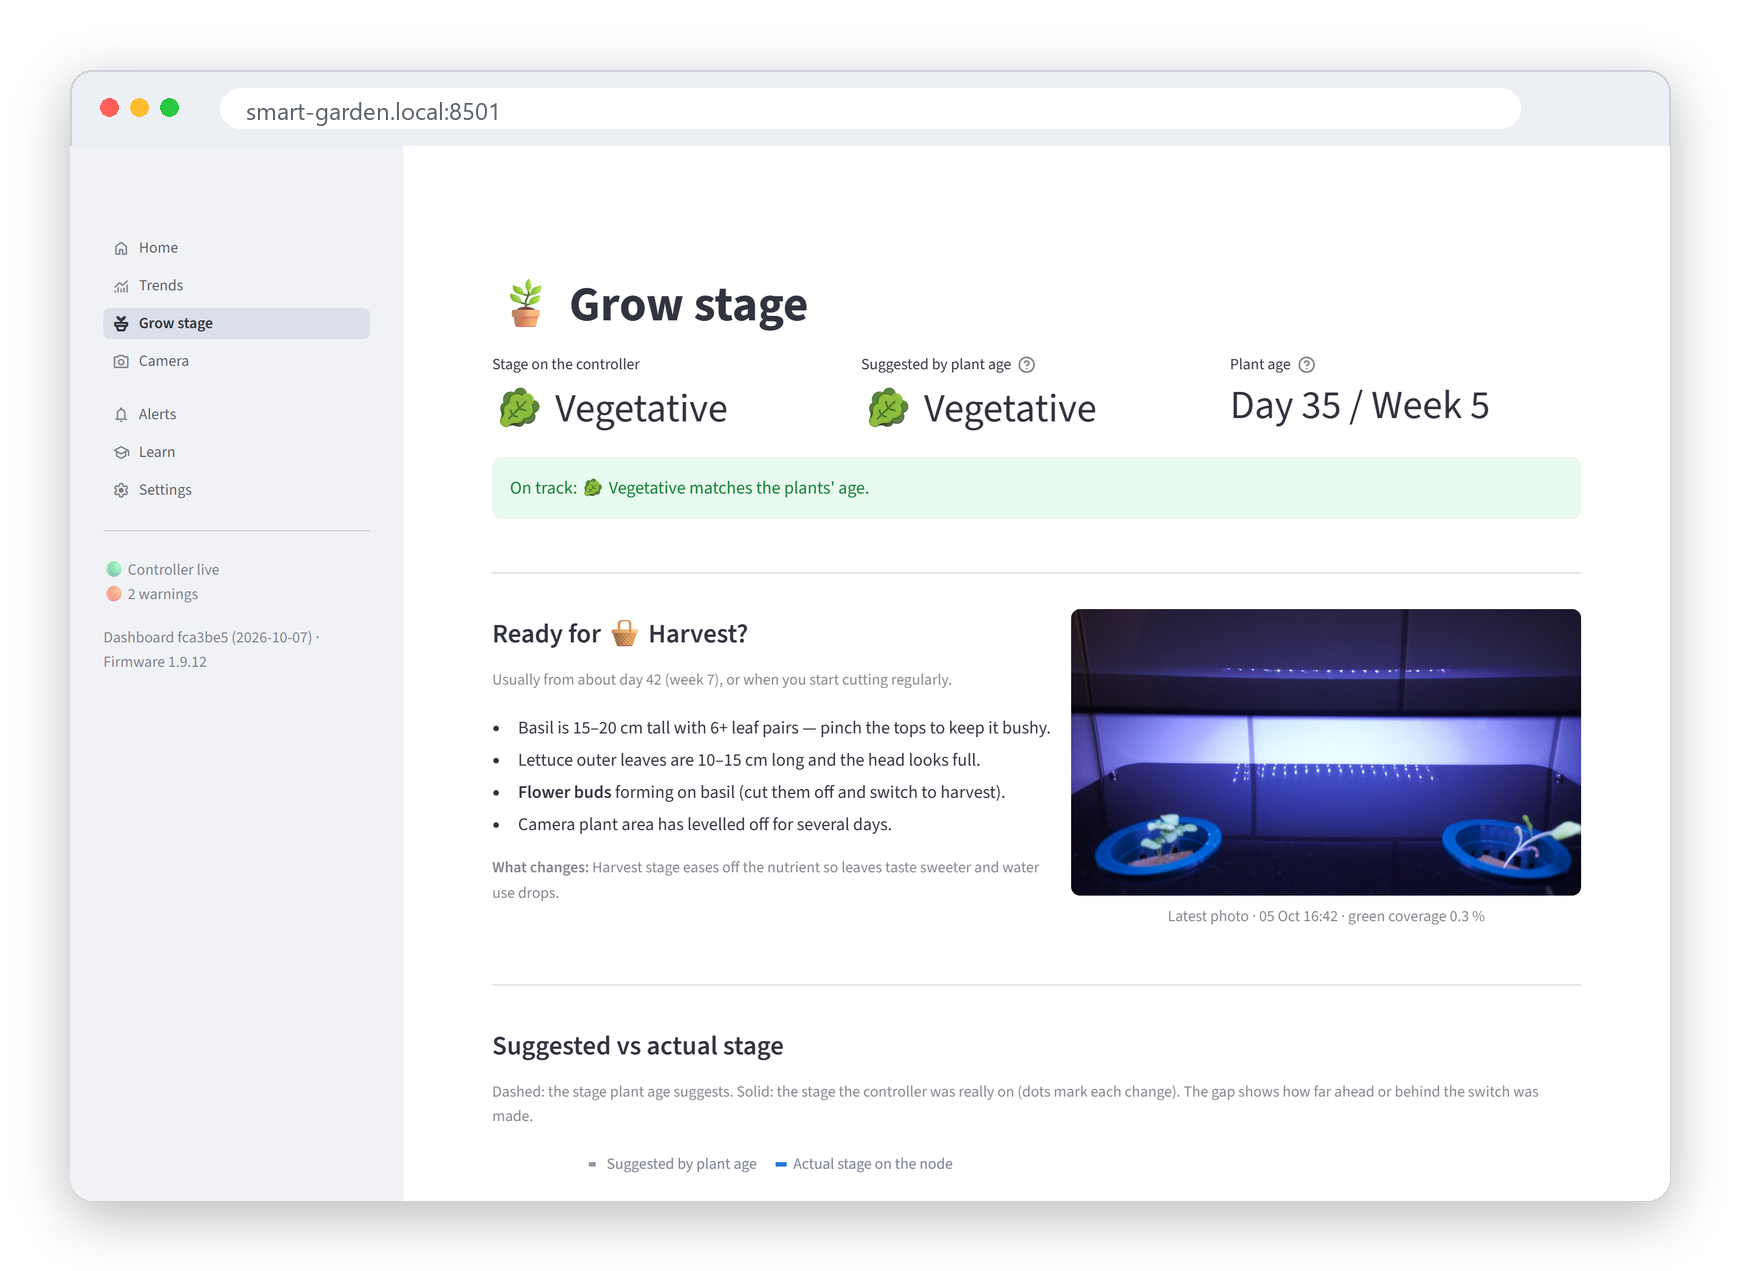 smart-garden.local:8501
Home
Trends
Grow stage
Camera
Alerts
Learn
Settings
Controller live
2 warnings
Dashboard fca3be5 (2026-10-07) ·
Firmware 1.9.12
Grow stage
Stage on the controller
Vegetative
Suggested by plant age
Vegetative
Plant age
Day 35 / Week 5
On track: Vegetative matches the plants' age.
Ready for Harvest?
Usually from about day 42 (week 7), or when you start cutting regularly.
• Basil is 15–20 cm tall with 6+ leaf pairs — pinch the tops to keep it bushy.
• Lettuce outer leaves are 10–15 cm long and the head looks full.
• Flower buds forming on basil (cut them off and switch to harvest).
• Camera plant area has levelled off for several days.
What changes: Harvest stage eases off the nutrient so leaves taste sweeter and water
use drops.
Latest photo · 05 Oct 16:42 · green coverage 0.3 %
Suggested vs actual stage
Dashed: the stage plant age suggests. Solid: the stage the controller was really on (dots mark each change). The gap shows how far ahead or behind the switch was
made.
Suggested by plant age
Actual stage on the node